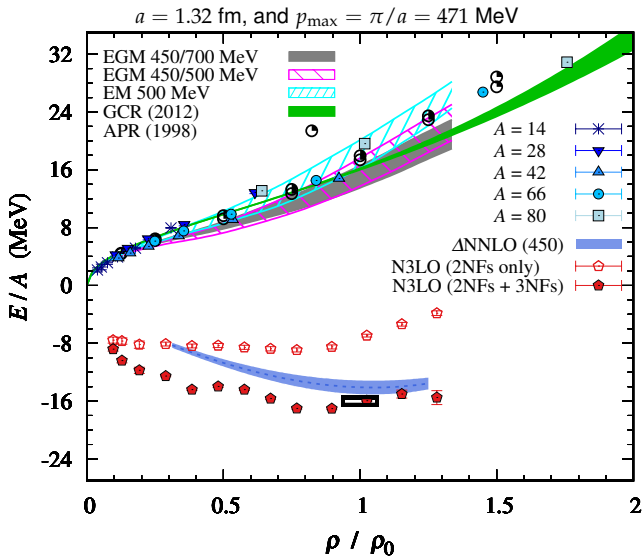 a = 1.32 fm, and p_max = π/a = 471 MeV
EGM 450/700 MeV
EGM 450/500 MeV
EM 500 MeV
GCR (2012)
APR (1998)
A = 14
A = 28
A = 42
A = 66
A = 80
ΔNNLO (450)
N3LO (2NFs only)
N3LO (2NFs + 3NFs)
E / A (MeV)
32
24
16
8
0
-8
-16
-24
0
0.5
1
1.5
2
ρ / ρ₀